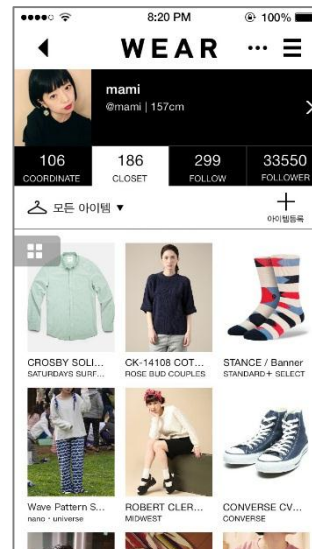 8:20 PM
100%
WEAR
mami
@mami | 157cm
106 186 299 33550
COORDINATE CLOSET FOLLOW FOLLOWER
모든 아이템 ▼
아이템등록
CROSBY SOLI... CK-14108 COT... STANCE / Banner
SATURDAYS SURF... ROSE BUD COUPLES STANDARD+ SELECT
Wave Pattern S... ROBERT CLER... CONVERSE CV...
nano・universe MIDWEST CONVERSE